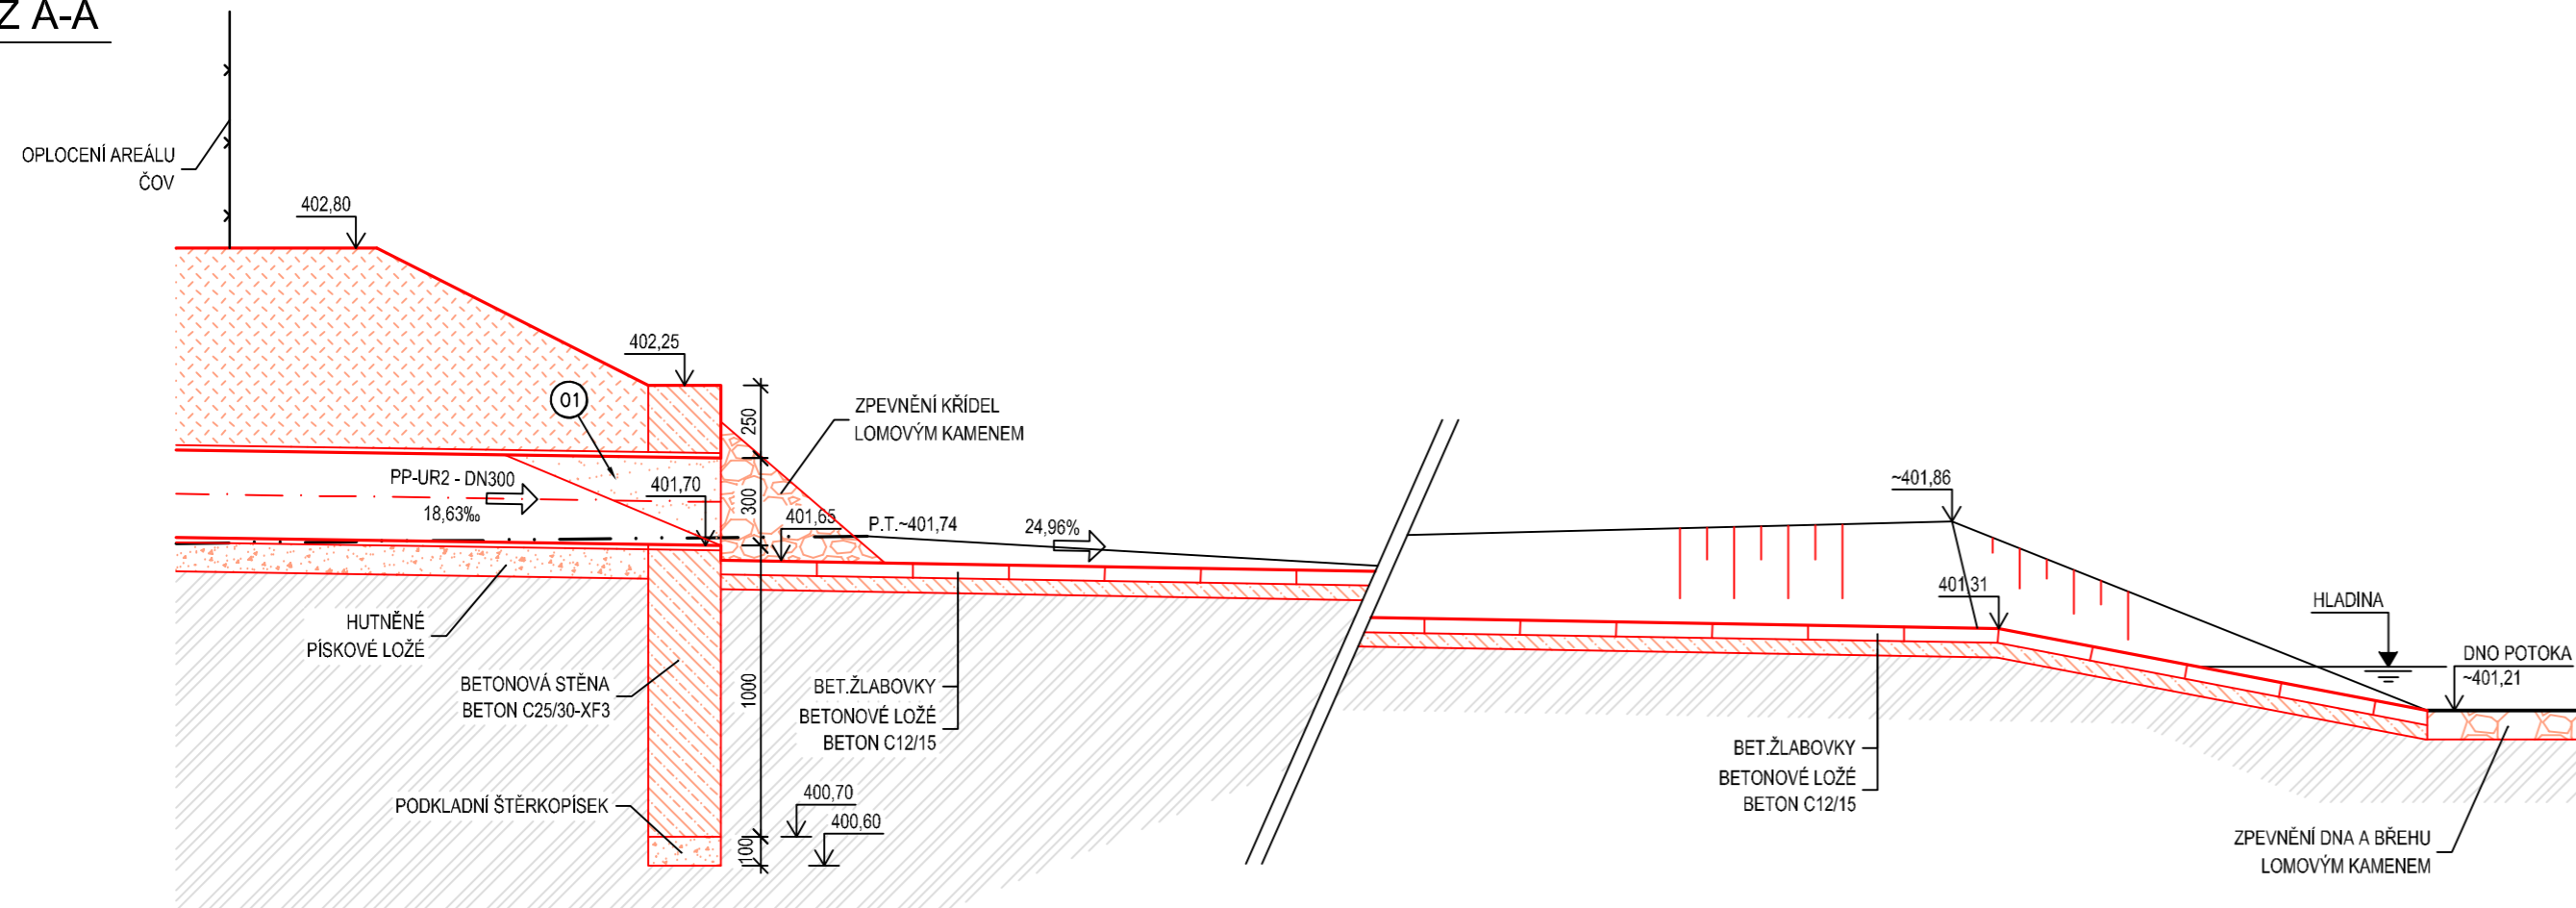 Z A-A
OPLOCENÍ AREÁLU
ČOV
402,80
402,25
01
250
ZPEVNĚNÍ KŘÍDEL
LOMOVÝM KAMENEM
PP-UR2 - DN300
18,63‰
401,70
300
401,65
P.T.~401,74
24,96%
~401,86
401,31
HLADINA
DNO POTOKA
~401,21
HUTNĚNÉ
PÍSKOVÉ LOŽÉ
BETONOVÁ STĚNA
BETON C25/30-XF3
1000
BET.ŽLABOVKY
BETONOVÉ LOŽÉ
BETON C12/15
BET.ŽLABOVKY
BETONOVÉ LOŽÉ
BETON C12/15
PODKLADNÍ ŠTĚRKOPÍSEK
400,70
400,60
100
ZPEVNĚNÍ DNA A BŘEHU
LOMOVÝM KAMENEM